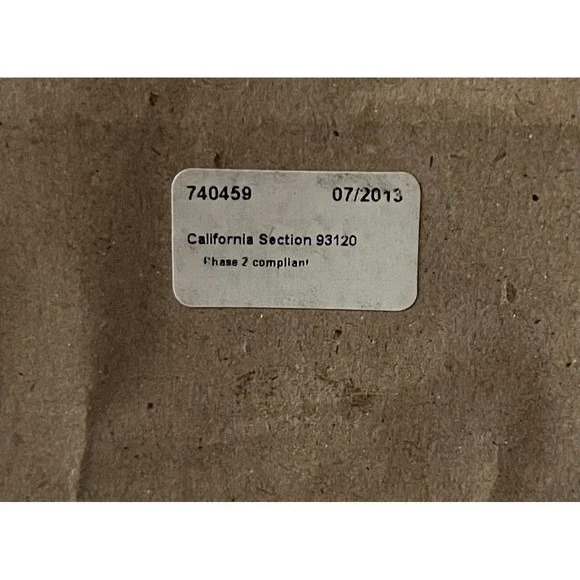 740459 07/2013
California Section 93120
Phase 2 compliant